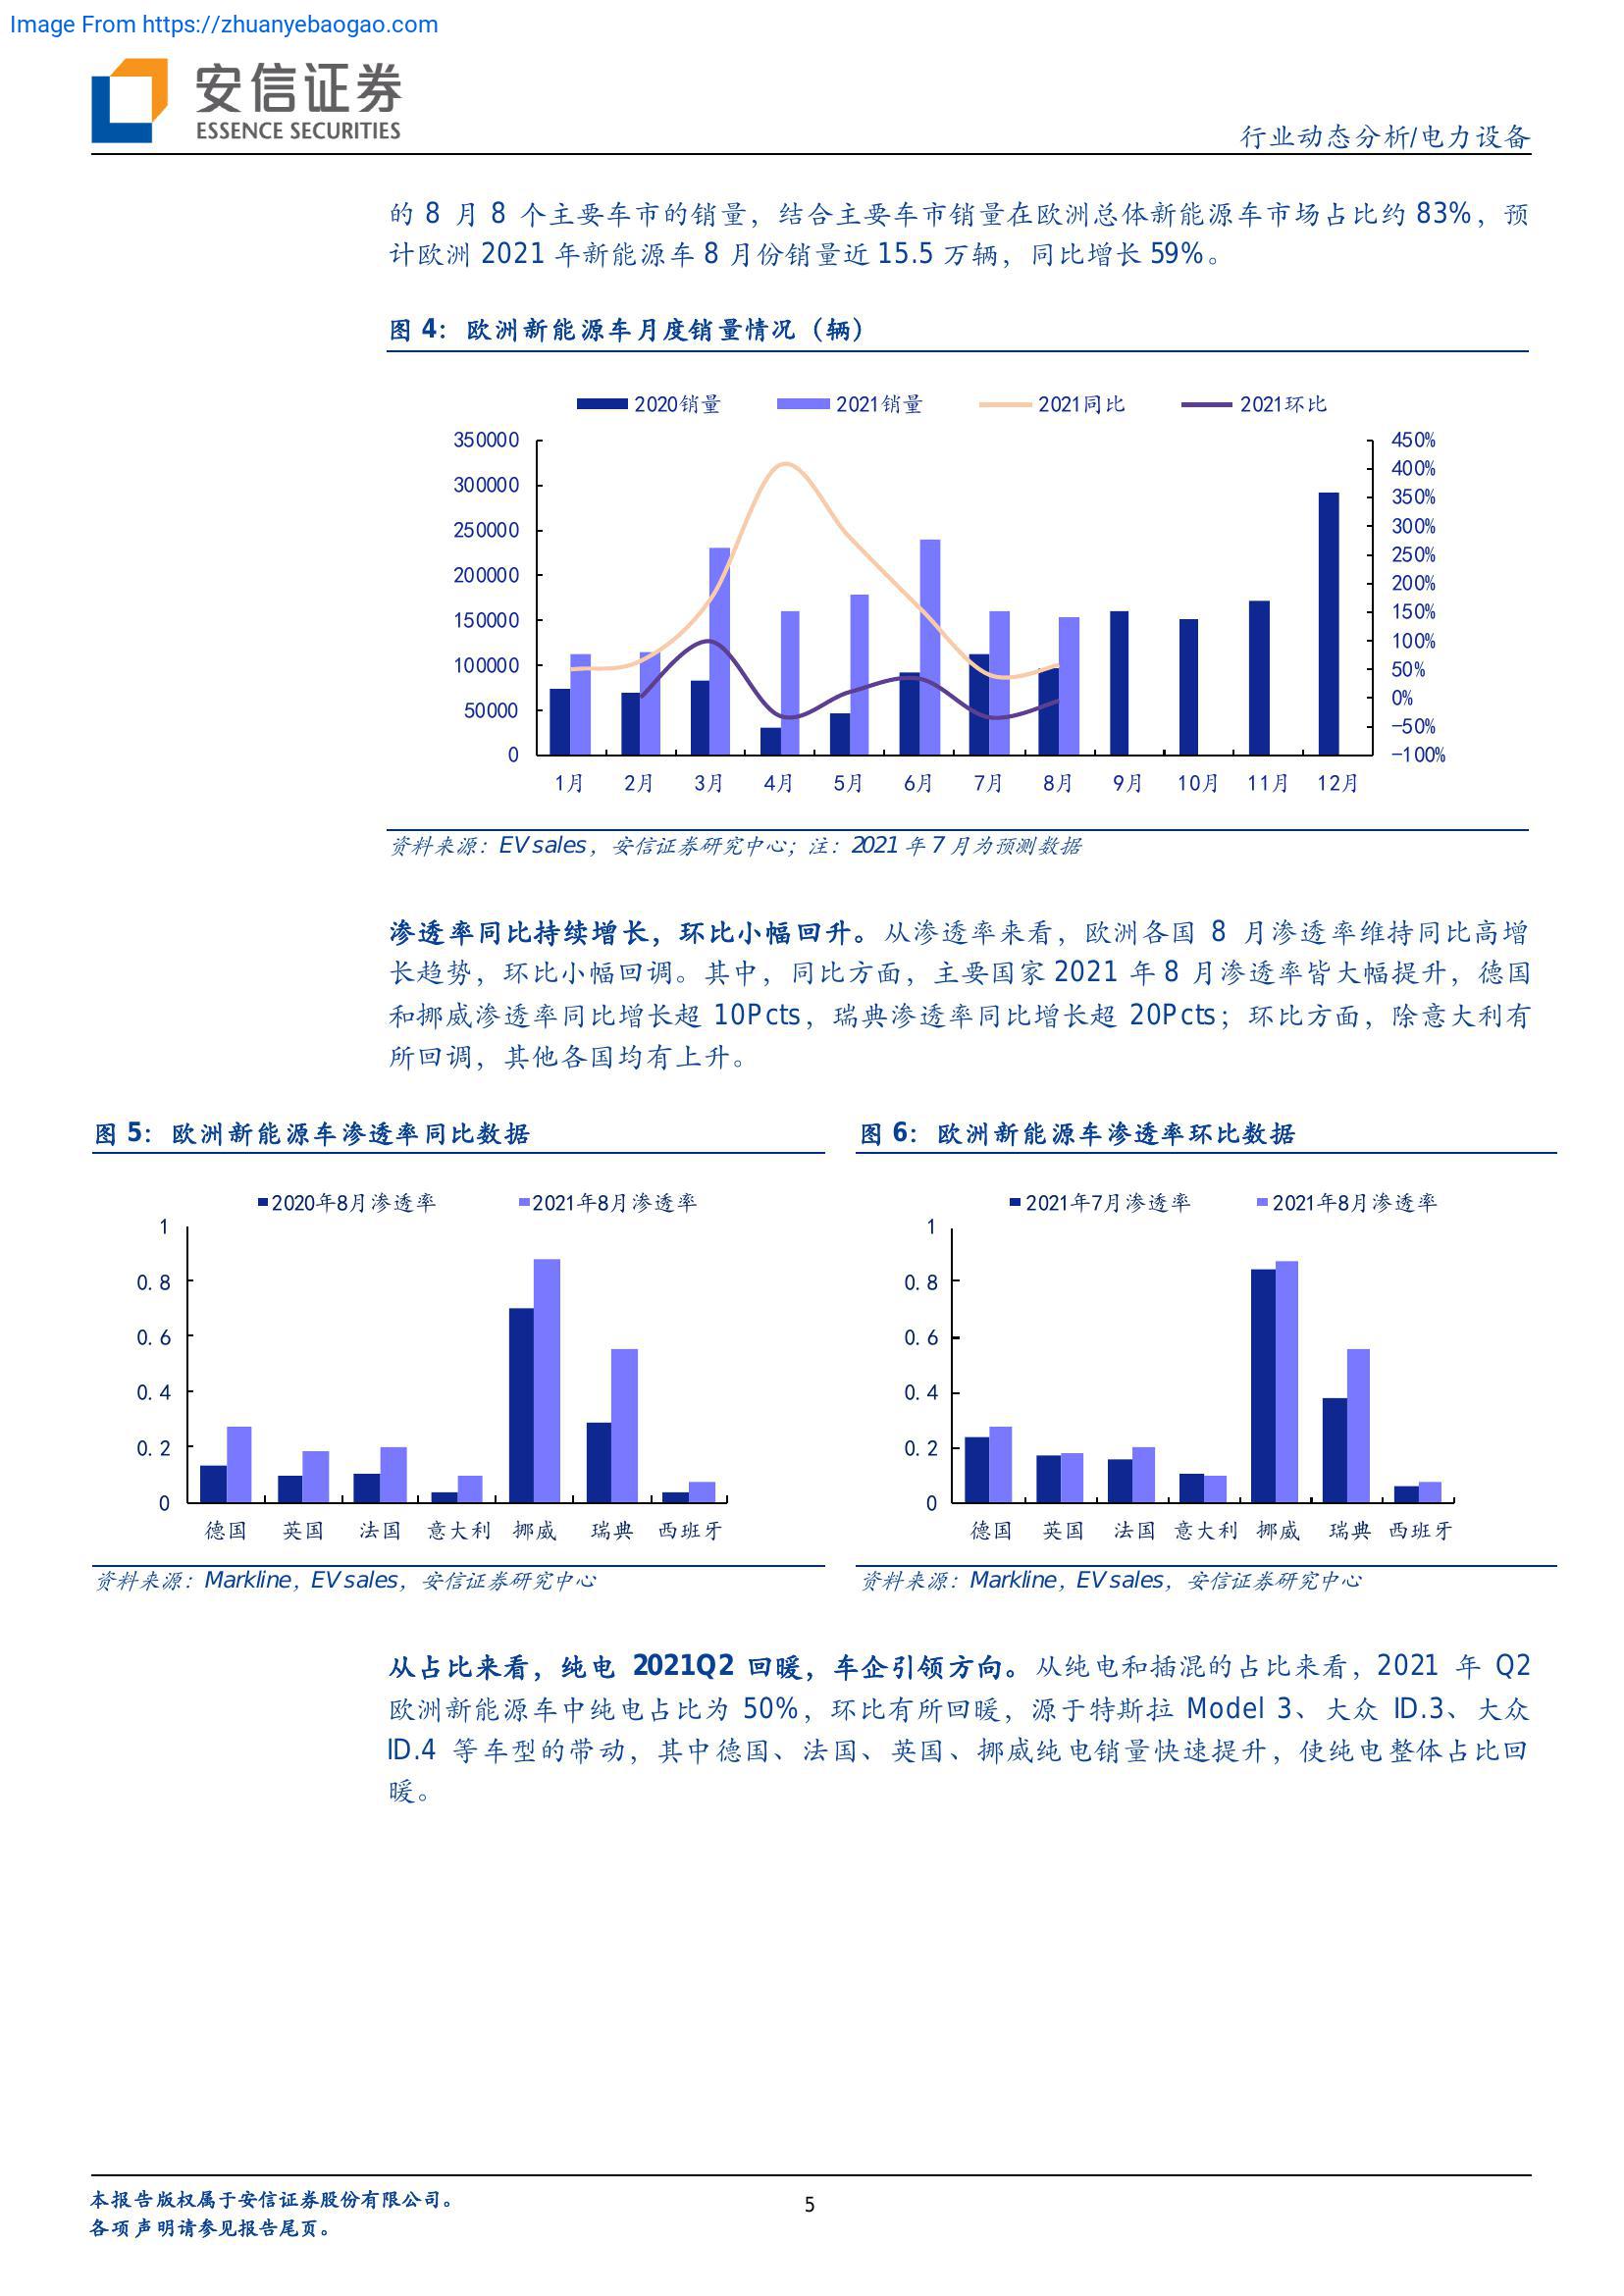 Image From https://zhuanyebaogao.com
安信证券
ESSENCE SECURITIES
行业动态分析/电力设备
的 8 月 8 个主要车市的销量，结合主要车市销量在欧洲总体新能源车市场占比约 83%，预
计欧洲 2021 年新能源车 8 月份销量近 15.5 万辆，同比增长 59%。
图 4：欧洲新能源车月度销量情况（辆）
2020销量 2021销量 2021同比 2021环比
350000 450%
400%
300000 350%
250000 300%
250%
200000 200%
150000 150%
100%
100000 50%
50000 0%
-50%
0 -100%
1月 2月 3月 4月 5月 6月 7月 8月 9月 10月 11月 12月
资料来源：EV sales，安信证券研究中心；注：2021 年 7 月为预测数据
渗透率同比持续增长，环比小幅回升。从渗透率来看，欧洲各国 8 月渗透率维持同比高增
长趋势，环比小幅回调。其中，同比方面，主要国家 2021 年 8 月渗透率皆大幅提升，德国
和挪威渗透率同比增长超 10Pcts，瑞典渗透率同比增长超 20Pcts；环比方面，除意大利有
所回调，其他各国均有上升。
图 5：欧洲新能源车渗透率同比数据
2020年8月渗透率 2021年8月渗透率
1
0.8
0.6
0.4
0.2
0
德国 英国 法国 意大利 挪威 瑞典 西班牙
资料来源：Markline，EV sales，安信证券研究中心
图 6：欧洲新能源车渗透率环比数据
2021年7月渗透率 2021年8月渗透率
1
0.8
0.6
0.4
0.2
0
德国 英国 法国 意大利 挪威 瑞典 西班牙
资料来源：Markline，EV sales，安信证券研究中心
从占比来看，纯电 2021Q2 回暖，车企引领方向。从纯电和插混的占比来看，2021 年 Q2
欧洲新能源车中纯电占比为 50%，环比有所回暖，源于特斯拉 Model 3、大众 ID.3、大众
ID.4 等车型的带动，其中德国、法国、英国、挪威纯电销量快速提升，使纯电整体占比回
暖。
本报告版权属于安信证券股份有限公司。
各项声明请参见报告尾页。
5